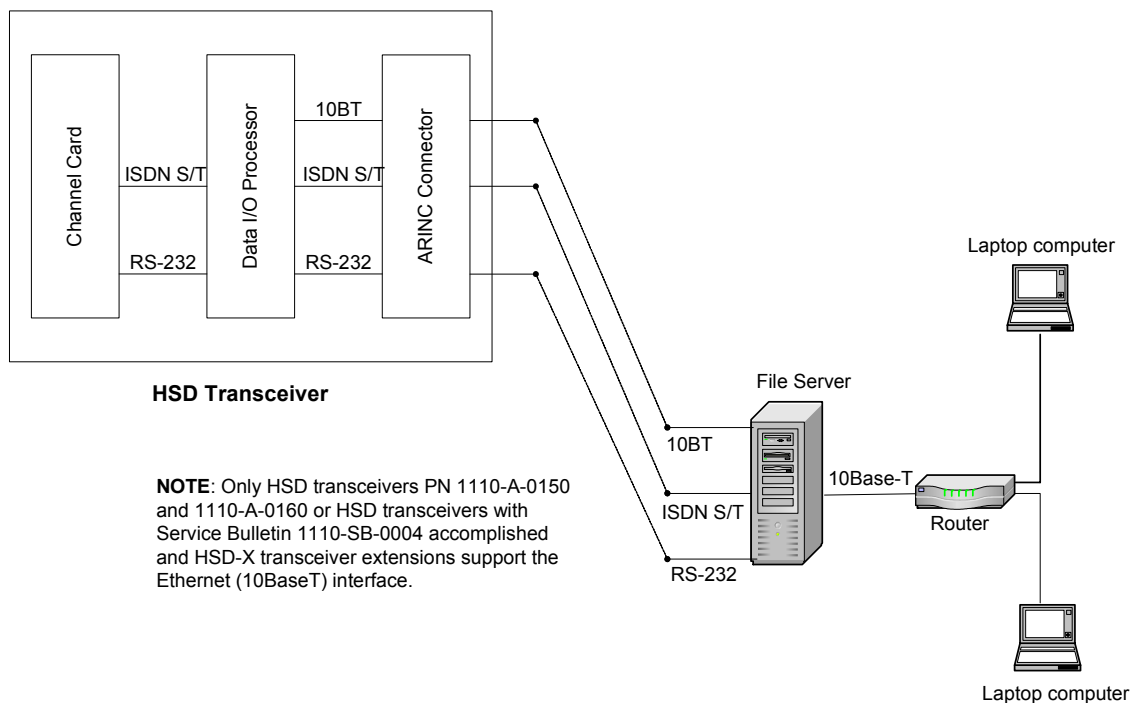 Channel Card
Data I/O Processor
ARINC Connector
10BT
ISDN S/T
ISDN S/T
RS-232
RS-232
HSD Transceiver
NOTE: Only HSD transceivers PN 1110-A-0150
and 1110-A-0160 or HSD transceivers with
Service Bulletin 1110-SB-0004 accomplished
and HSD-X transceiver extensions support the
Ethernet (10BaseT) interface.
File Server
10BT
ISDN S/T
RS-232
10Base-T
Router
Laptop computer
Laptop computer